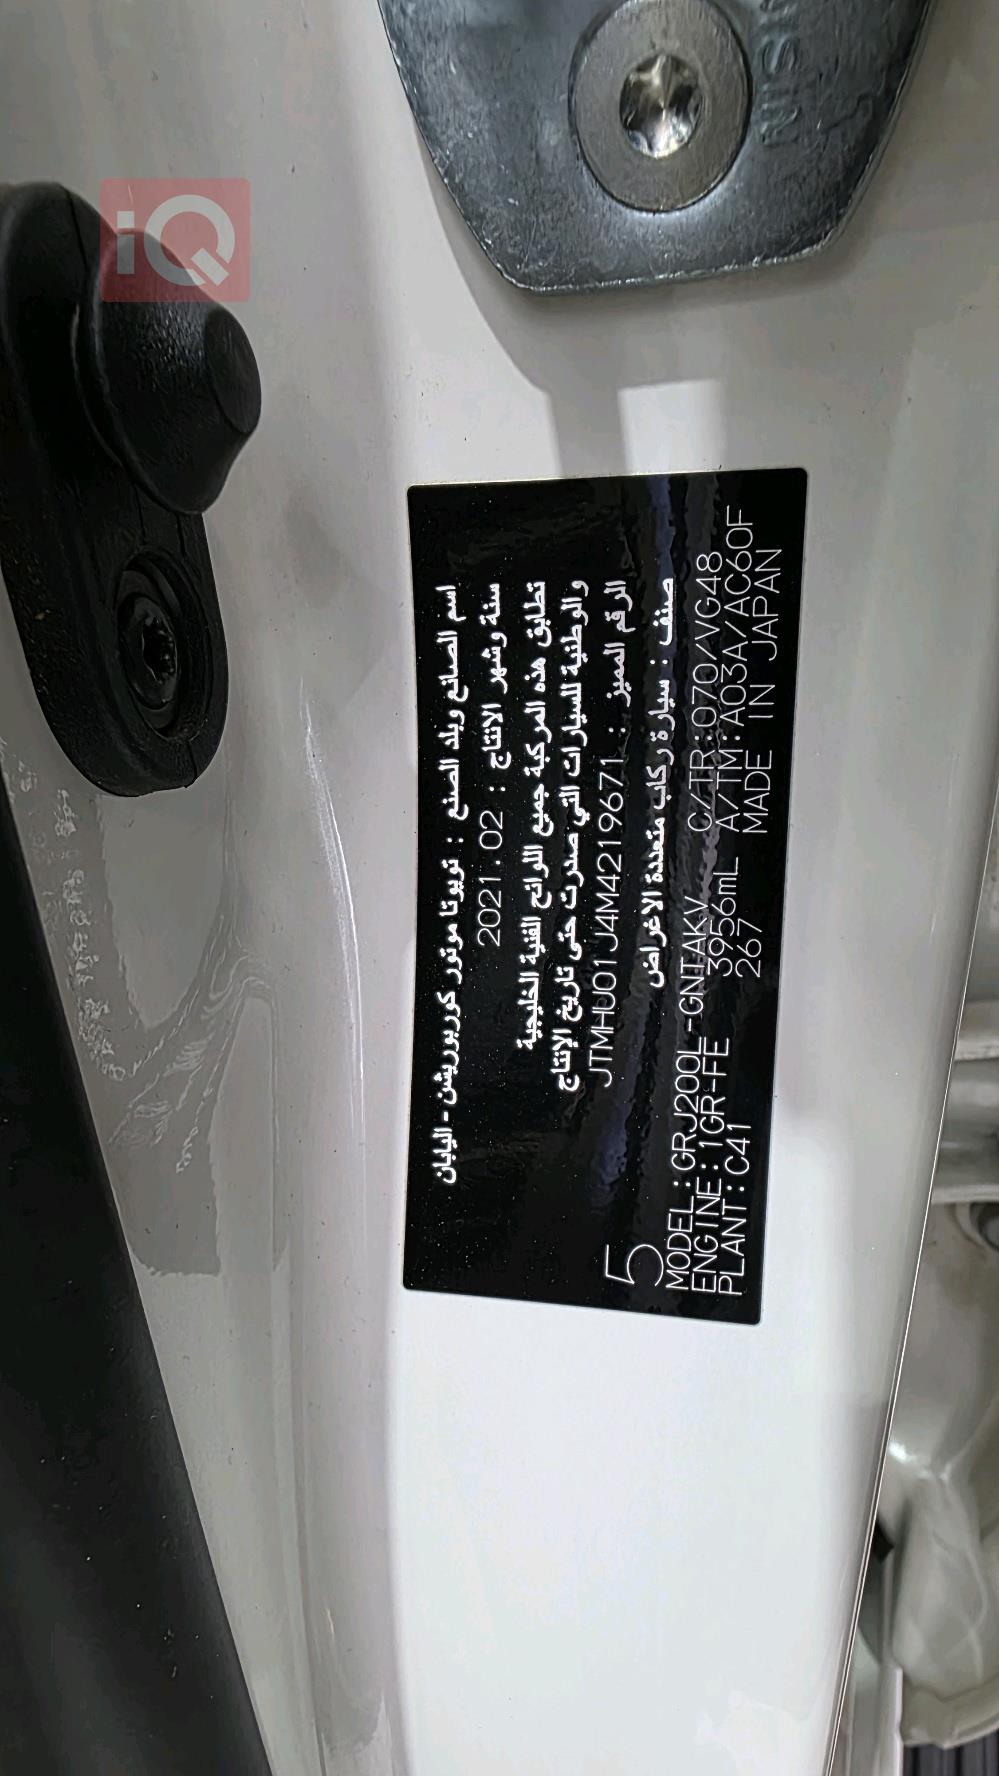 iQ
اسم الصانع وبلد الصنع : تويوتا موتور كوربوريشن - اليابان
سنة وشهر الانتاج : 2021.02
تطابق هذه المركبة جميع اللوائح الفنية الخليجية
والوطنية للسيارات التي صدرت حتى تاريخ الإنتاج
الرقم المميز : JTMHU01J4M4219671
صنف : سيارة ركاب متعددة الاغراض
5
MODEL:GRJ200L-GNTAKV C/TR:070/VG48
ENGINE:1GR-FE 3956mL A/TM:A03A/AC60F
PLANT:C41 267 MADE IN JAPAN